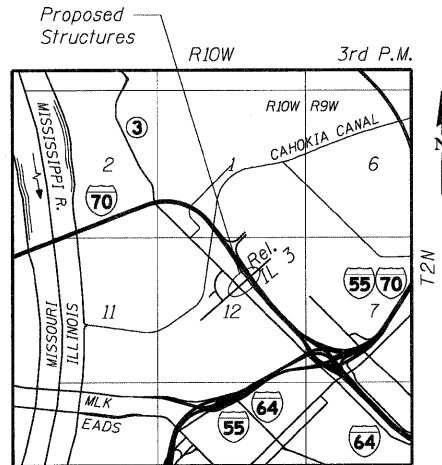 Proposed
Structures
R10W
3rd P.M.
R10W R9W
CAHOKIA CANAL
MISSISSIPPI R.
3
2
1
6
N
70
Rel.
IL 3
T2N
55 70
11
12
7
MISSOURI
ILLINOIS
MLK
EADS
55 64
64